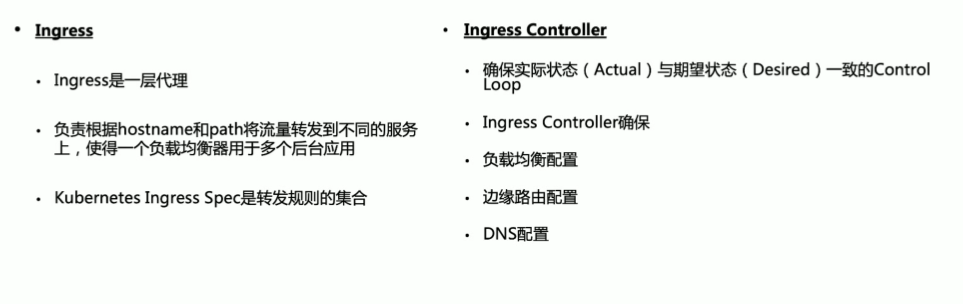 • Ingress
• Ingress是一层代理
• 负责根据hostname和path将流量转发到不同的服务
上，使得一个负载均衡器用于多个后台应用
• Kubernetes Ingress Spec是转发规则的集合
• Ingress Controller
• 确保实际状态（Actual）与期望状态（Desired）一致的Control
Loop
• Ingress Controller确保
• 负载均衡配置
• 边缘路由配置
• DNS配置